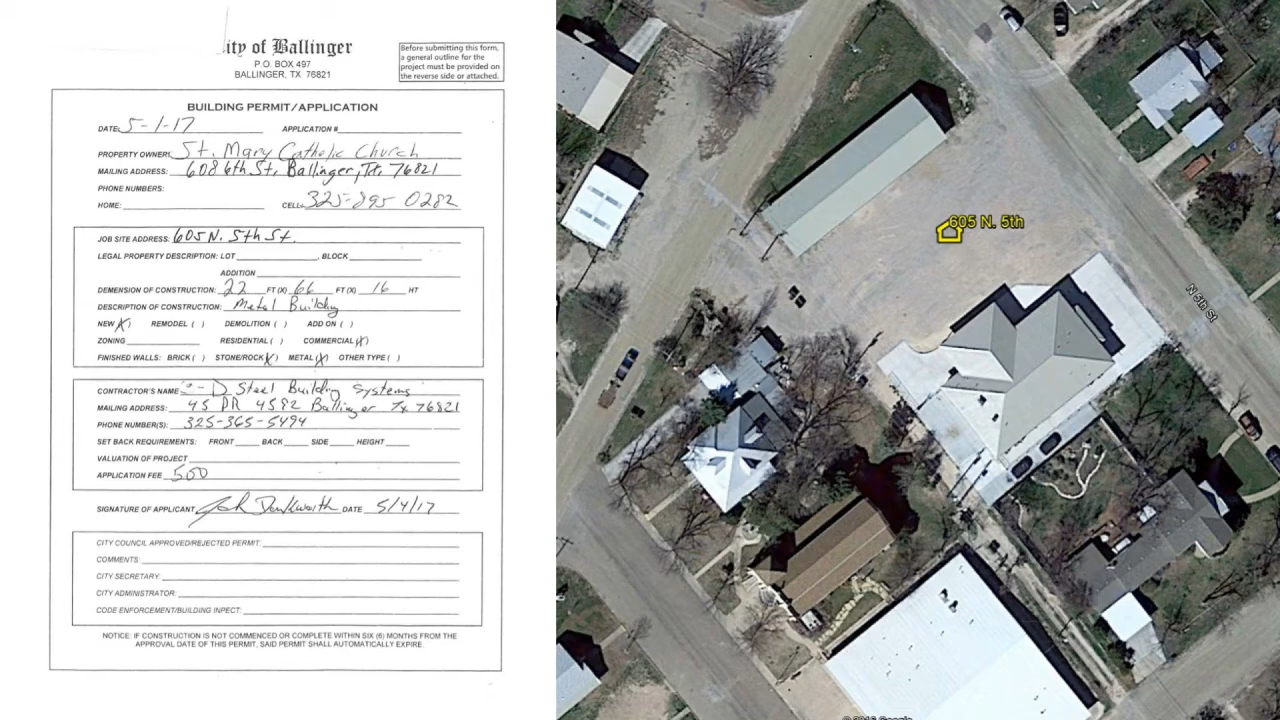 ity of Ballinger
P.O. BOX 497
BALLINGER, TX 76821
Before submitting this form,
a general outline for the
project must be provided on
the reverse side or attached.
BUILDING PERMIT/APPLICATION
DATE: 5-1-17 APPLICATION #
PROPERTY OWNER: St. Mary Catholic Church
MAILING ADDRESS: 608 6th St, Ballinger, TX, 76821
PHONE NUMBERS:
HOME: CELL: 325-895 0282
JOB SITE ADDRESS: 605 N. 5th St.
LEGAL PROPERTY DESCRIPTION: LOT , BLOCK
ADDITION
DEMENSION OF CONSTRUCTION: 22 FT (X) 66 FT (X) 16 HT
DESCRIPTION OF CONSTRUCTION: Metal Building
NEW (X) REMODEL ( ) DEMOLITION ( ) ADD ON ( )
ZONING RESIDENTIAL ( ) COMMERCIAL (X)
FINISHED WALLS: BRICK ( ) STONE/ROCK (X) METAL (X) OTHER TYPE ( )
CONTRACTOR'S NAME D Steel Building Systems
MAILING ADDRESS: 45 PR 4582 Ballinger Tx 76821
PHONE NUMBER(S): 325-365-5494
SET BACK REQUIREMENTS: FRONT BACK SIDE HEIGHT
VALUATION OF PROJECT
APPLICATION FEE 500
SIGNATURE OF APPLICANT DATE 5/4/17
CITY COUNCIL APPROVED/REJECTED PERMIT:
COMMENTS:
CITY SECRETARY:
CITY ADMINISTRATOR:
CODE ENFORCEMENT/BUILDING INPECT:
NOTICE: IF CONSTRUCTION IS NOT COMMENCED OR COMPLETE WITHIN SIX (6) MONTHS FROM THE
APPROVAL DATE OF THIS PERMIT, SAID PERMIT SHALL AUTOMATICALLY EXPIRE.
605 N. 5th
N 5th St